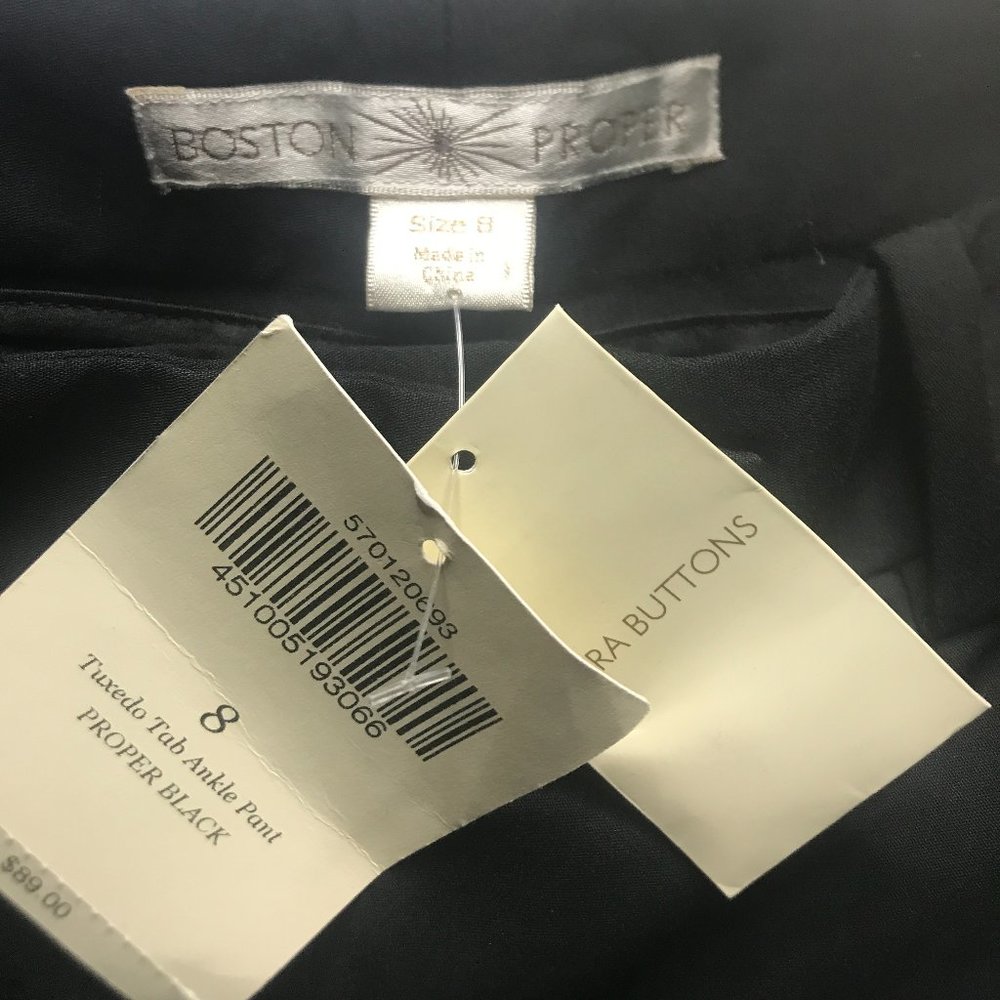 BOSTON PROPER
Size 8
Made in
China
570120693
451005193066
8
Tuxedo Tab Ankle Pant
PROPER BLACK
$89.00
RA BUTTONS